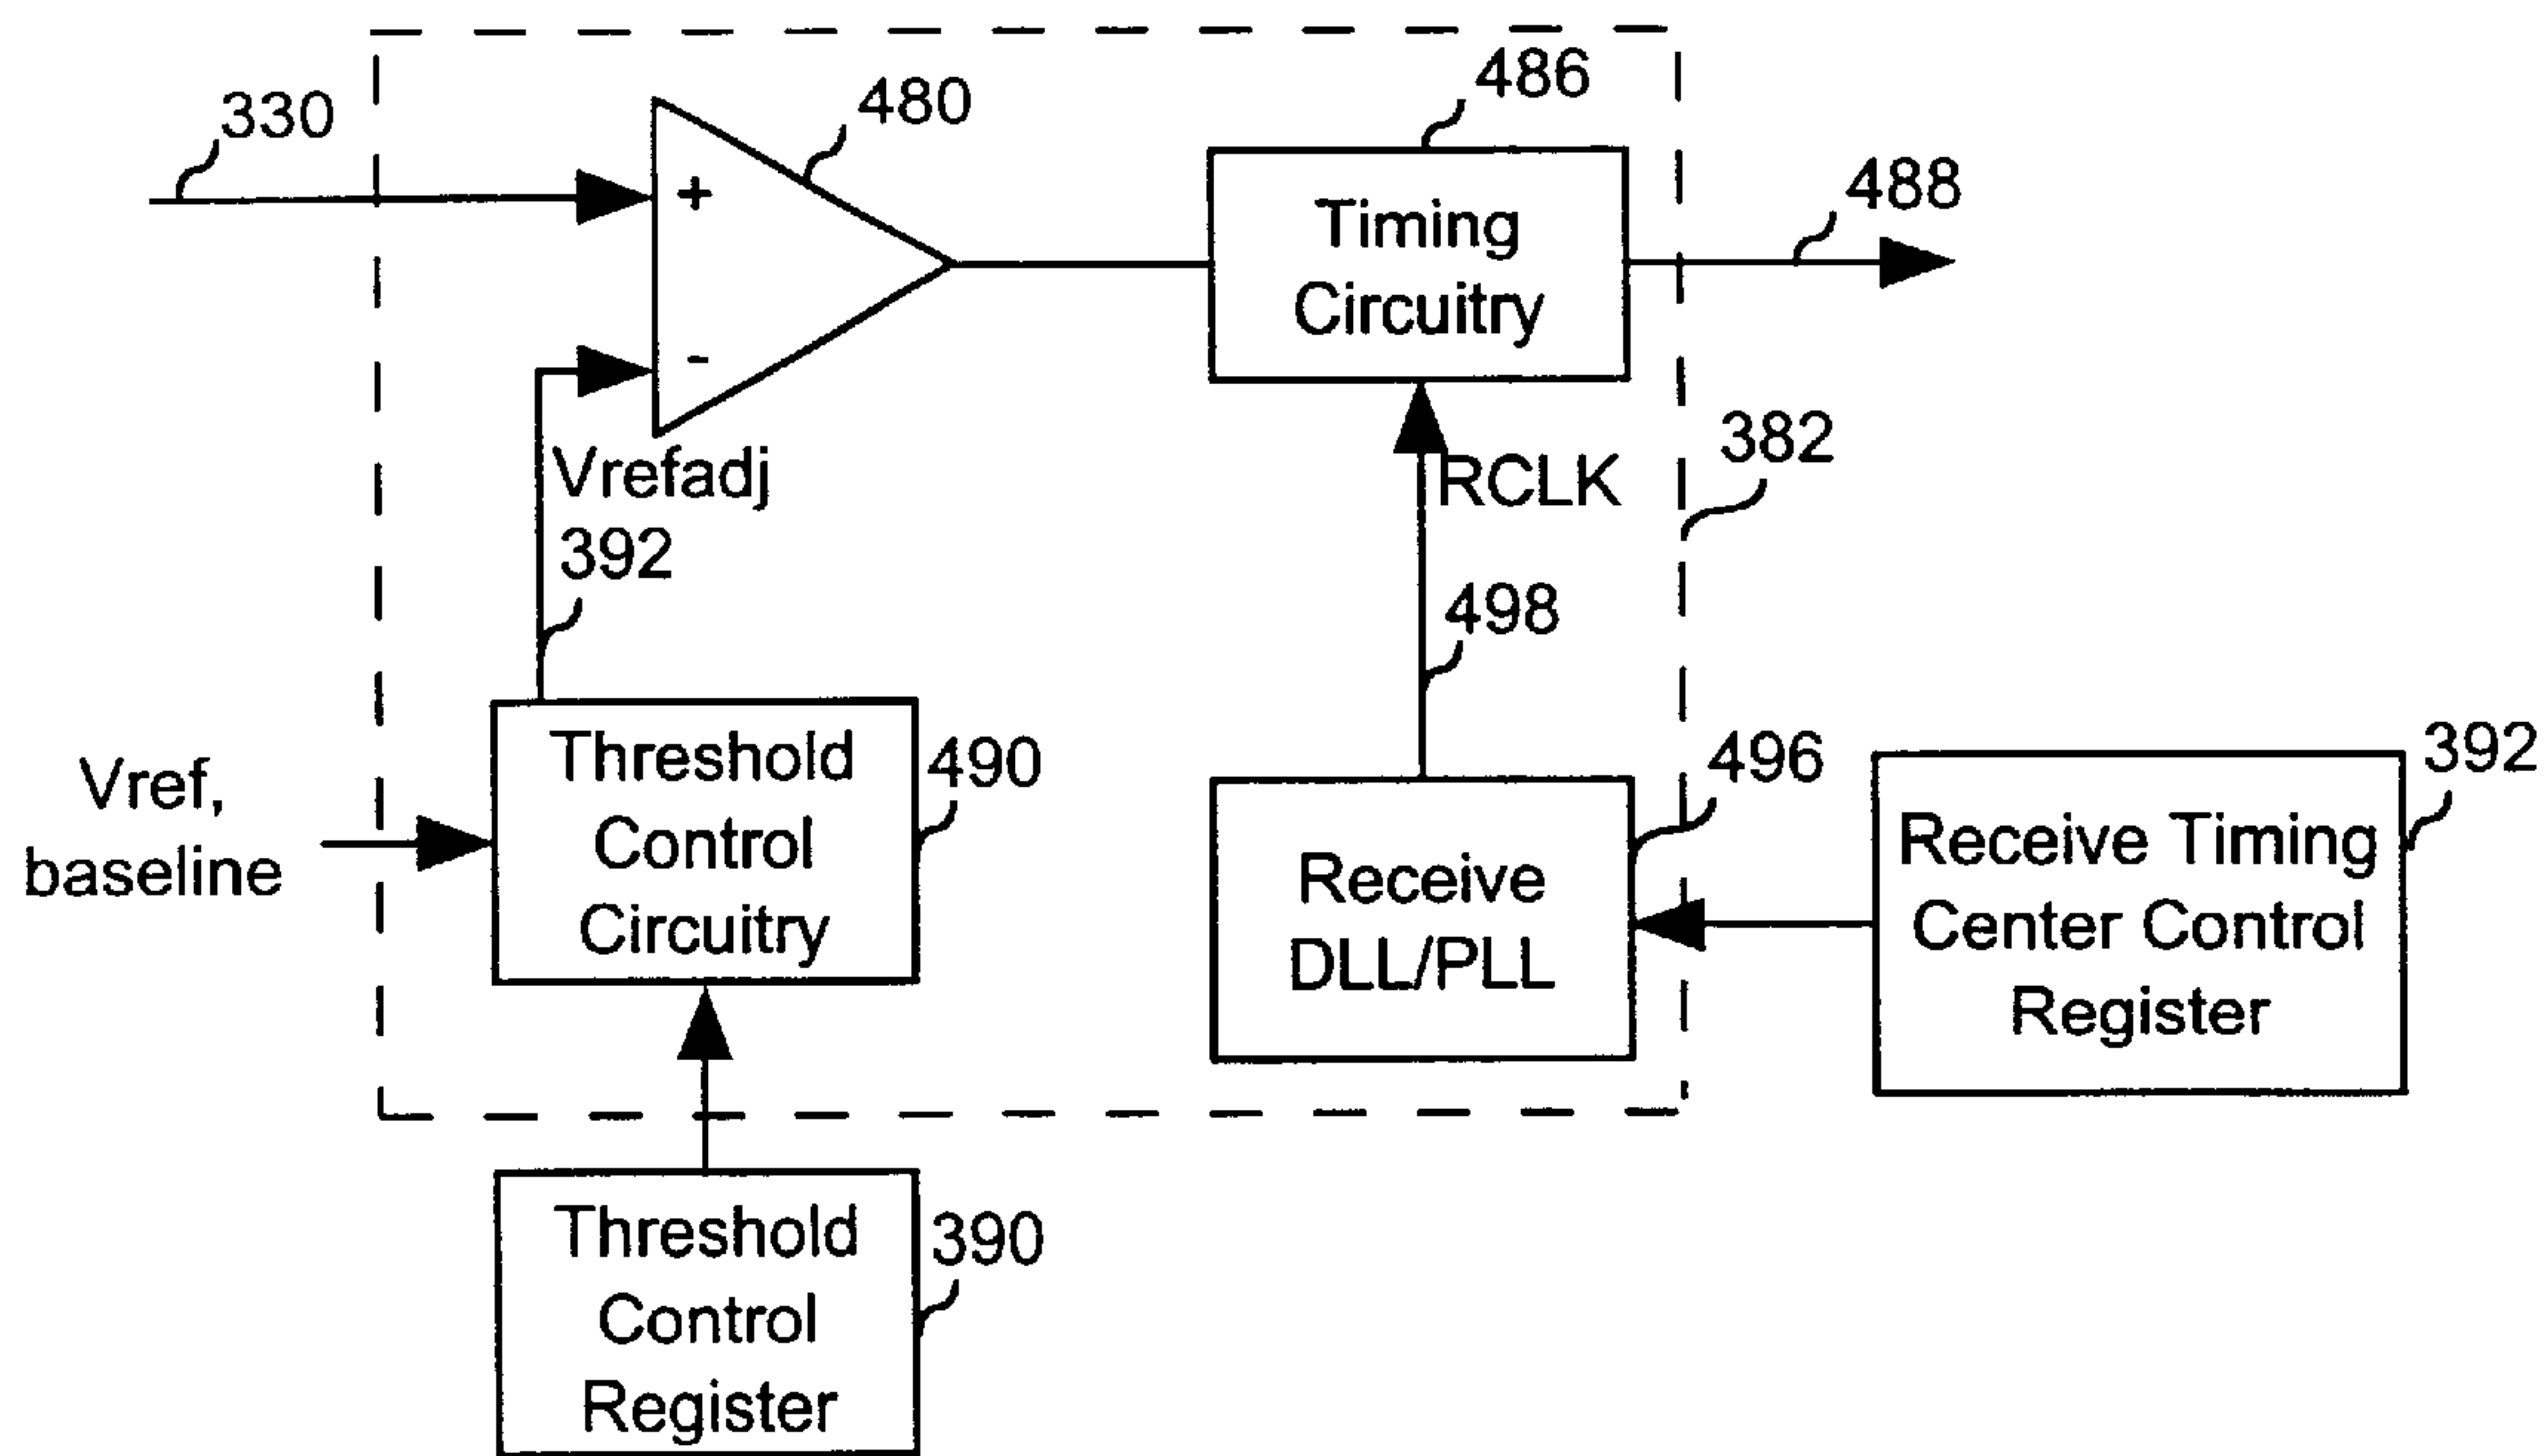 330
480
486
488
+
-
Timing
Circuitry
Vrefadj
392
RCLK
382
498
Vref,
baseline
Threshold
Control
Circuitry
490
Receive
DLL/PLL
496
Receive Timing
Center Control
Register
392
Threshold
Control
Register
390